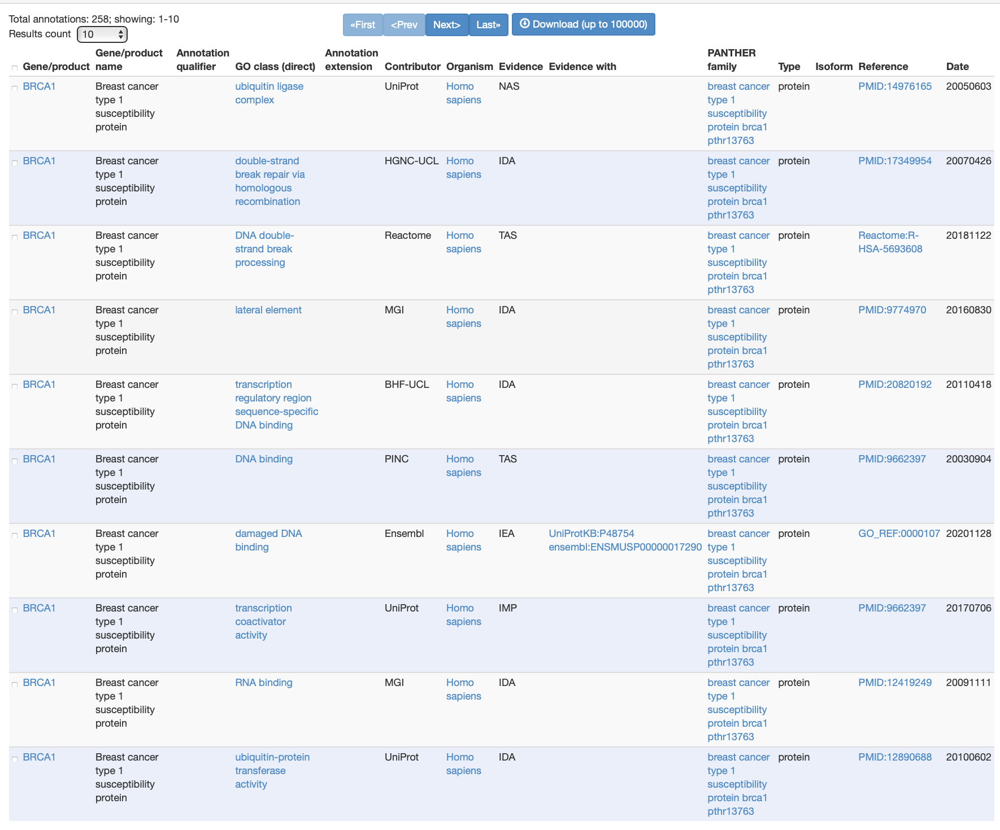 Total annotations: 258; showing: 1-10
Results count 10
«First <Prev Next> Last» Download (up to 100000)
Gene/product Gene/product name Annotation qualifier GO class (direct) Annotation extension Contributor Organism Evidence Evidence with PANTHER family Type Isoform Reference Date
BRCA1 Breast cancer ubiquitin ligase UniProt Homo NAS breast cancer protein PMID:14976165 20050603
type 1 complex sapiens type 1
susceptibility susceptibility
protein protein brca1
pthr13763
BRCA1 Breast cancer double-strand HGNC-UCL Homo IDA breast cancer protein PMID:17349954 20070426
type 1 break repair via sapiens type 1
susceptibility homologous susceptibility
protein recombination protein brca1
pthr13763
BRCA1 Breast cancer DNA double- Reactome Homo TAS breast cancer protein Reactome:R- 20181122
type 1 strand break sapiens type 1 HSA-5693608
susceptibility processing susceptibility
protein protein brca1
pthr13763
BRCA1 Breast cancer lateral element MGI Homo IDA breast cancer protein PMID:9774970 20160830
type 1 sapiens type 1
susceptibility susceptibility
protein protein brca1
pthr13763
BRCA1 Breast cancer transcription BHF-UCL Homo IDA breast cancer protein PMID:20820192 20110418
type 1 regulatory region sapiens type 1
susceptibility sequence-specific susceptibility
protein DNA binding protein brca1
pthr13763
BRCA1 Breast cancer DNA binding PINC Homo TAS breast cancer protein PMID:9662397 20030904
type 1 sapiens type 1
susceptibility susceptibility
protein protein brca1
pthr13763
BRCA1 Breast cancer damaged DNA Ensembl Homo IEA UniProtKB:P48754 breast cancer protein GO_REF:0000107 20201128
type 1 binding sapiens ensembl:ENSMUSP00000017290 type 1
susceptibility susceptibility
protein protein brca1
pthr13763
BRCA1 Breast cancer transcription UniProt Homo IMP breast cancer protein PMID:9662397 20170706
type 1 coactivator sapiens type 1
susceptibility activity susceptibility
protein protein brca1
pthr13763
BRCA1 Breast cancer RNA binding MGI Homo IDA breast cancer protein PMID:12419249 20091111
type 1 sapiens type 1
susceptibility susceptibility
protein protein brca1
pthr13763
BRCA1 Breast cancer ubiquitin-protein UniProt Homo IDA breast cancer protein PMID:12890688 20100602
type 1 transferase sapiens type 1
susceptibility activity susceptibility
protein protein brca1
pthr13763